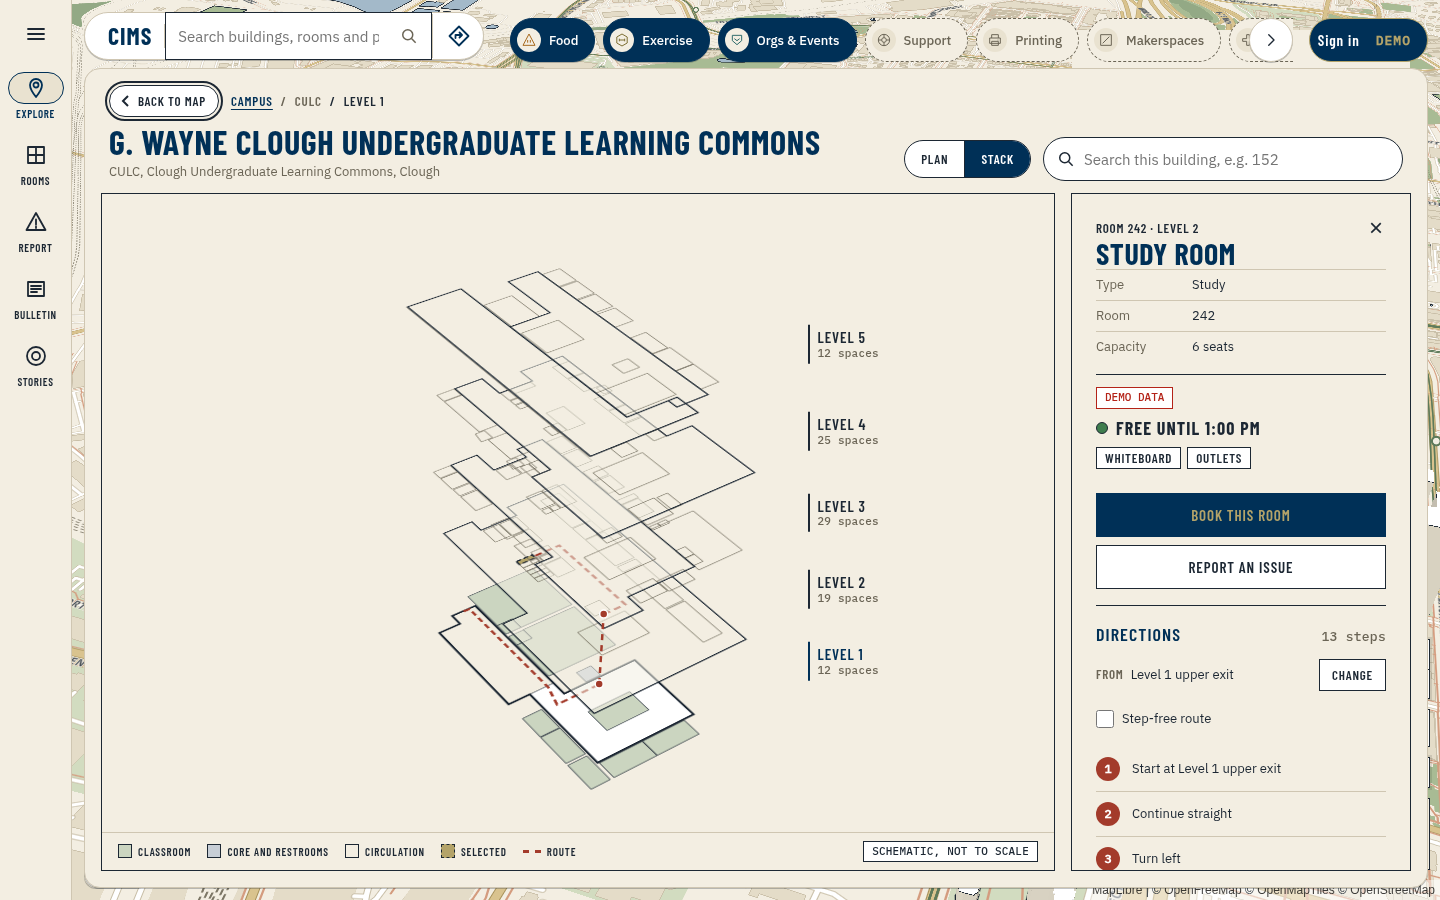 CIMS
Search buildings, rooms and p
Food
Exercise
Orgs & Events
Support
Printing
Makerspaces
Sign in DEMO
EXPLORE
ROOMS
REPORT
BULLETIN
STORIES
BACK TO MAP
CAMPUS / CULC / LEVEL 1
G. WAYNE CLOUGH UNDERGRADUATE LEARNING COMMONS
CULC, Clough Undergraduate Learning Commons, Clough
PLAN
STACK
Search this building, e.g. 152
LEVEL 5
12 spaces
LEVEL 4
25 spaces
LEVEL 3
29 spaces
LEVEL 2
19 spaces
LEVEL 1
12 spaces
CLASSROOM
CORE AND RESTROOMS
CIRCULATION
SELECTED
ROUTE
SCHEMATIC, NOT TO SCALE
ROOM 242 · LEVEL 2
STUDY ROOM
Type Study
Room 242
Capacity 6 seats
DEMO DATA
FREE UNTIL 1:00 PM
WHITEBOARD
OUTLETS
BOOK THIS ROOM
REPORT AN ISSUE
DIRECTIONS 13 steps
FROM Level 1 upper exit
CHANGE
Step-free route
1 Start at Level 1 upper exit
2 Continue straight
3 Turn left
MapLibre | © OpenFreeMap © OpenMapTiles © OpenStreetMap